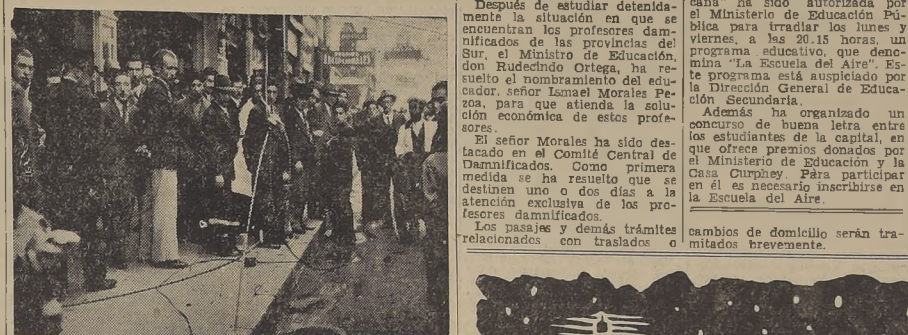 Después de estudiar detenida-
mente la situación en que se
encuentran los profesores dam-
nificados de las provincias del
Sur, el Ministro de Educación,
don Rudecindo Ortega, ha re-
suelto el nombramiento del edu-
cador, señor Ismael Morales Pe-
zoa, para que atienda la solu-
ción económica de estos profe-
sores.
El señor Morales ha sido des-
tacado en el Comité Central de
Damnificados. Como primera
medida se ha resuelto que se
destinen uno o dos días a la
atención exclusiva de los pro-
fesores damnificados.
Los pasajes y demás trámites
relacionados con traslados o
cana" ha sido autorizada por
el Ministerio de Educación Pú-
blica para irradiar los lunes y
viernes, a las 20.15 horas, un
programa educativo, que deno-
mina "La Escuela del Aire". Es-
te programa está auspiciado por
la Dirección General de Educa-
ción Secundaria.
Además ha organizado un
concurso de buena letra entre
los estudiantes de la capital, en
que ofrece premios donados por
el Ministerio de Educación y la
Casa Curphey. Para participar
en él es necesario inscribirse en
la Escuela del Aire.
cambios de domicilio serán tra-
mitados brevemente.